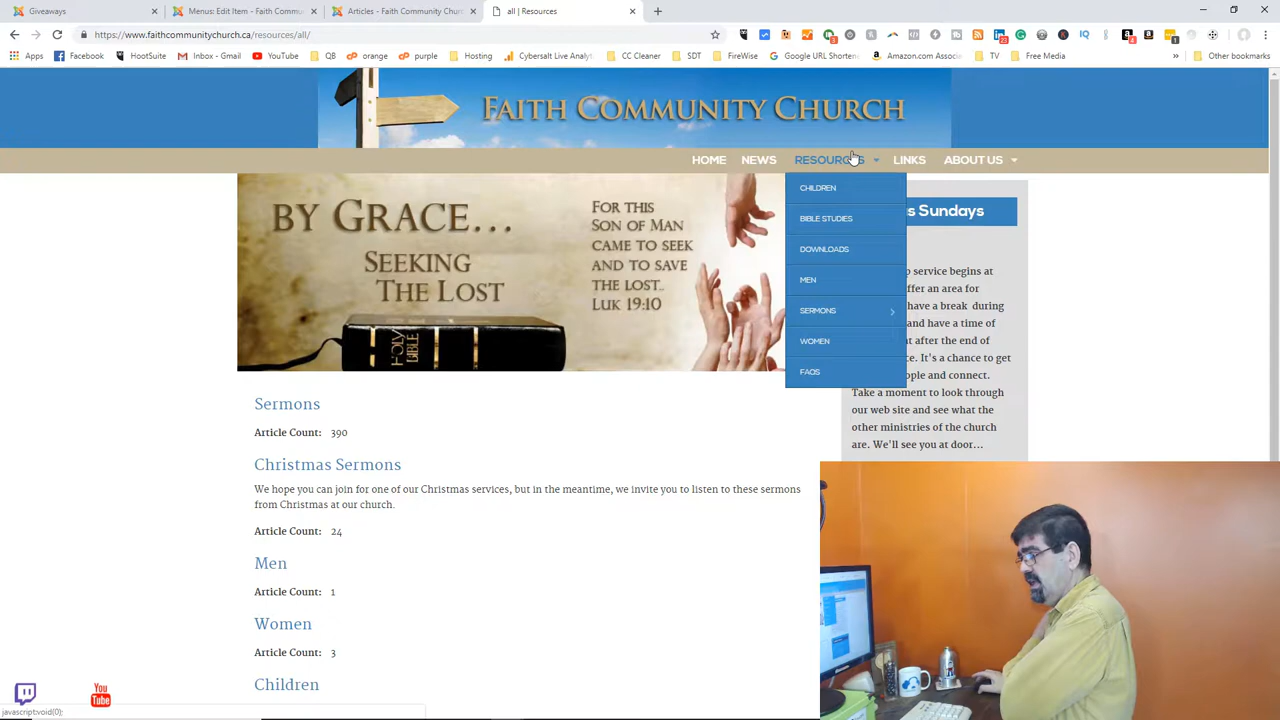 Giveaways
Menus: Edit Item - Faith Commu
Articles - Faith Community Churc
all | Resources
https://www.faithcommunitychurch.ca/resources/all/
Apps
Facebook
HootSuite
Inbox - Gmail
YouTube
QB
orange
purple
Hosting
Cybersalt Live Analy
CC Cleaner
SDT
FireWise
Google URL Shorten
Amazon.com Associ
TV
Free Media
»
Other bookmarks
FAITH COMMUNITY CHURCH
HOME NEWS RESOURCES LINKS ABOUT US
CHILDREN
BIBLE STUDIES
DOWNLOADS
MEN
SERMONS
WOMEN
FAQS
BY GRACE...
SEEKING
THE LOST
FOR THIS
SON OF MAN
CAME TO SEEK
AND TO SAVE
THE LOST..
LUK 19:10
HOLY
BIBLE
s Sundays
p service begins at
ffer an area for
have a break during
and have a time of
at after the end of
ce. It's a chance to get
eople and connect.
Take a moment to look through
our web site and see what the
other ministries of the church
are. We'll see you at door...
Sermons
Article Count: 390
Christmas Sermons
We hope you can join for one of our Christmas services, but in the meantime, we invite you to listen to these sermons
from Christmas at our church.
Article Count: 24
Men
Article Count: 1
Women
Article Count: 3
Children
You
Tube
javascript:void(0);